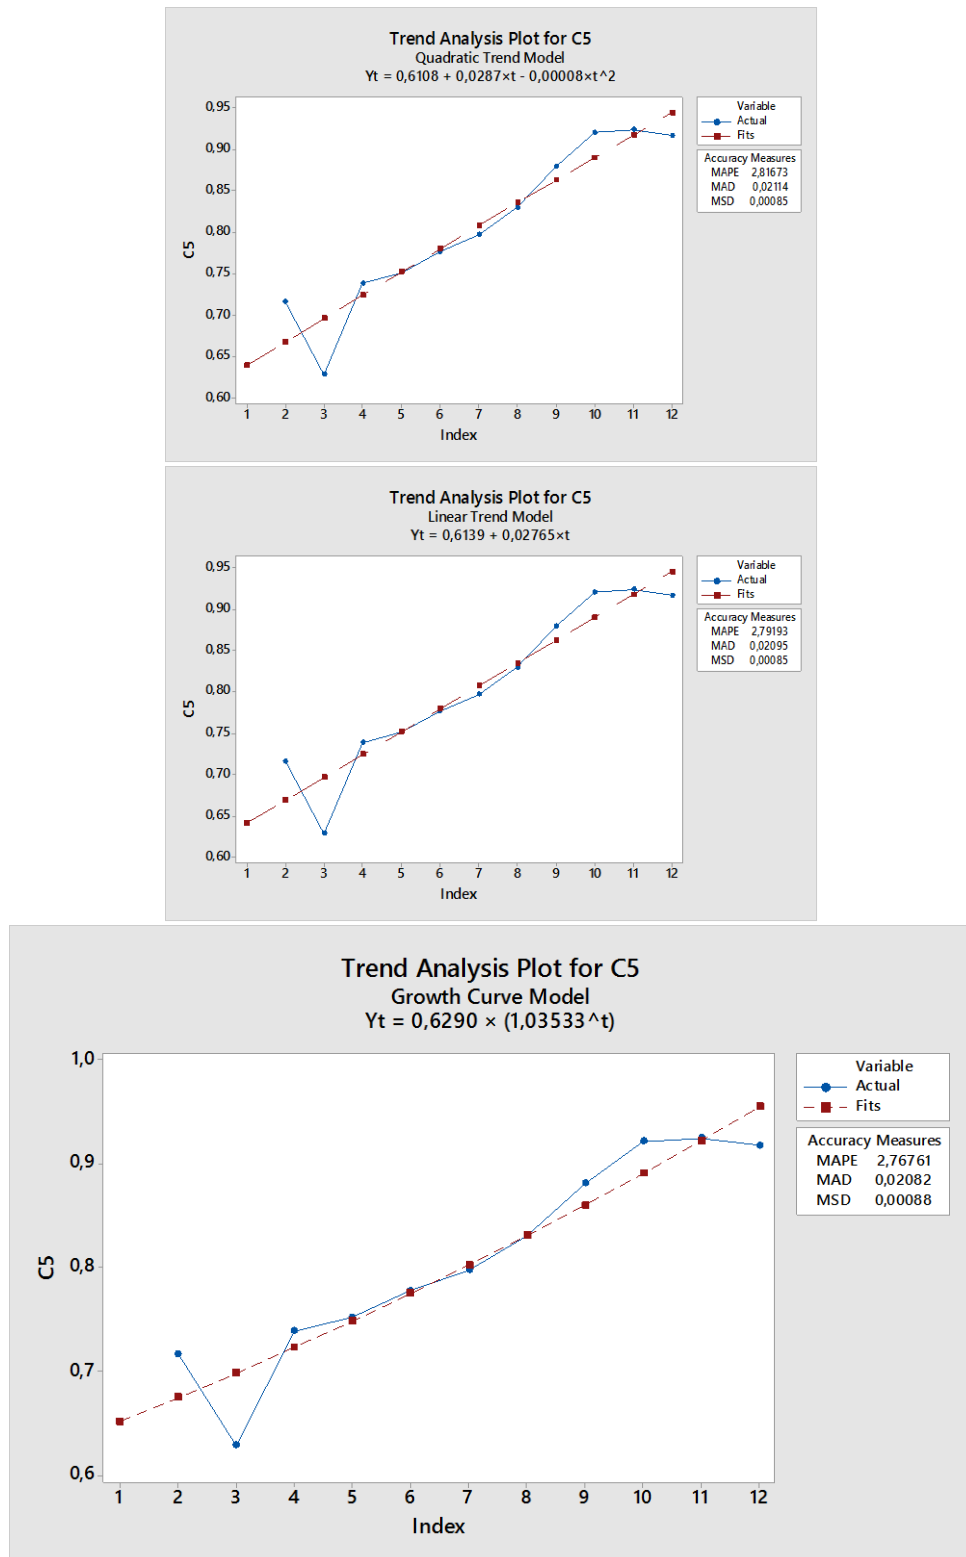 Trend Analysis Plot for C5
Quadratic Trend Model
Yt = 0,6108 + 0,0287×t - 0,00008×t^2
0,95
0,90
0,85
0,80
0,75
0,70
0,65
0,60
C5
1 2 3 4 5 6 7 8 9 10 11 12
Index
Variable
Actual
Fits
Accuracy Measures
MAPE 2,81673
MAD 0,02114
MSD 0,00085
Trend Analysis Plot for C5
Linear Trend Model
Yt = 0,6139 + 0,02765×t
0,95
0,90
0,85
0,80
0,75
0,70
0,65
0,60
C5
1 2 3 4 5 6 7 8 9 10 11 12
Index
Variable
Actual
Fits
Accuracy Measures
MAPE 2,79193
MAD 0,02095
MSD 0,00085
Trend Analysis Plot for C5
Growth Curve Model
Yt = 0,6290 × (1,03533^t)
1,0
0,9
0,8
0,7
0,6
C5
1 2 3 4 5 6 7 8 9 10 11 12
Index
Variable
Actual
Fits
Accuracy Measures
MAPE 2,76761
MAD 0,02082
MSD 0,00088